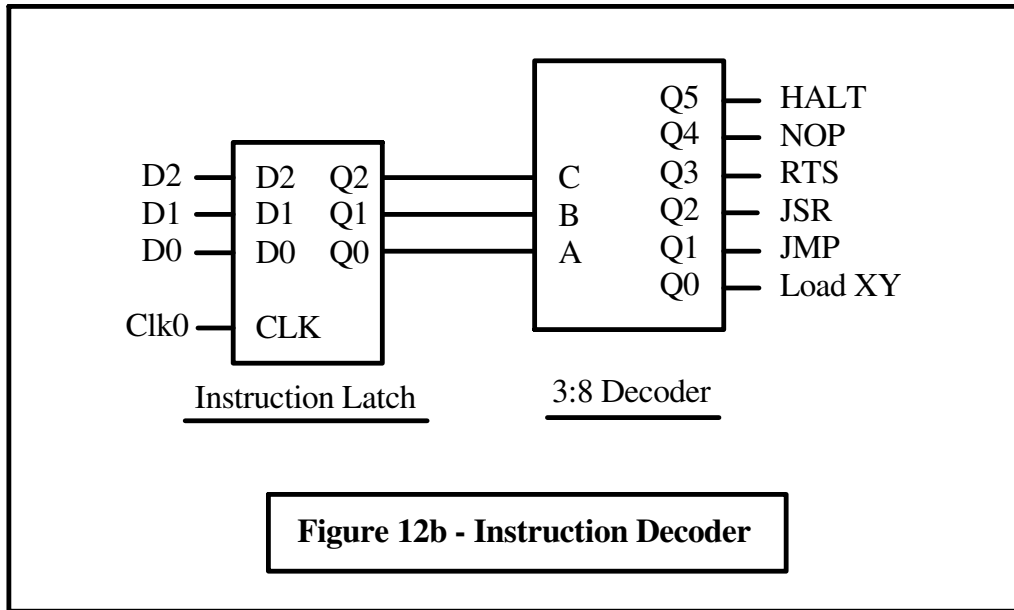 Q5 HALT
Q4 NOP
D2 D2 Q2 C Q3 RTS
D1 D1 Q1 B Q2 JSR
D0 D0 Q0 A Q1 JMP
Q0 Load XY
Clk0 CLK
Instruction Latch 3:8 Decoder
Figure 12b - Instruction Decoder